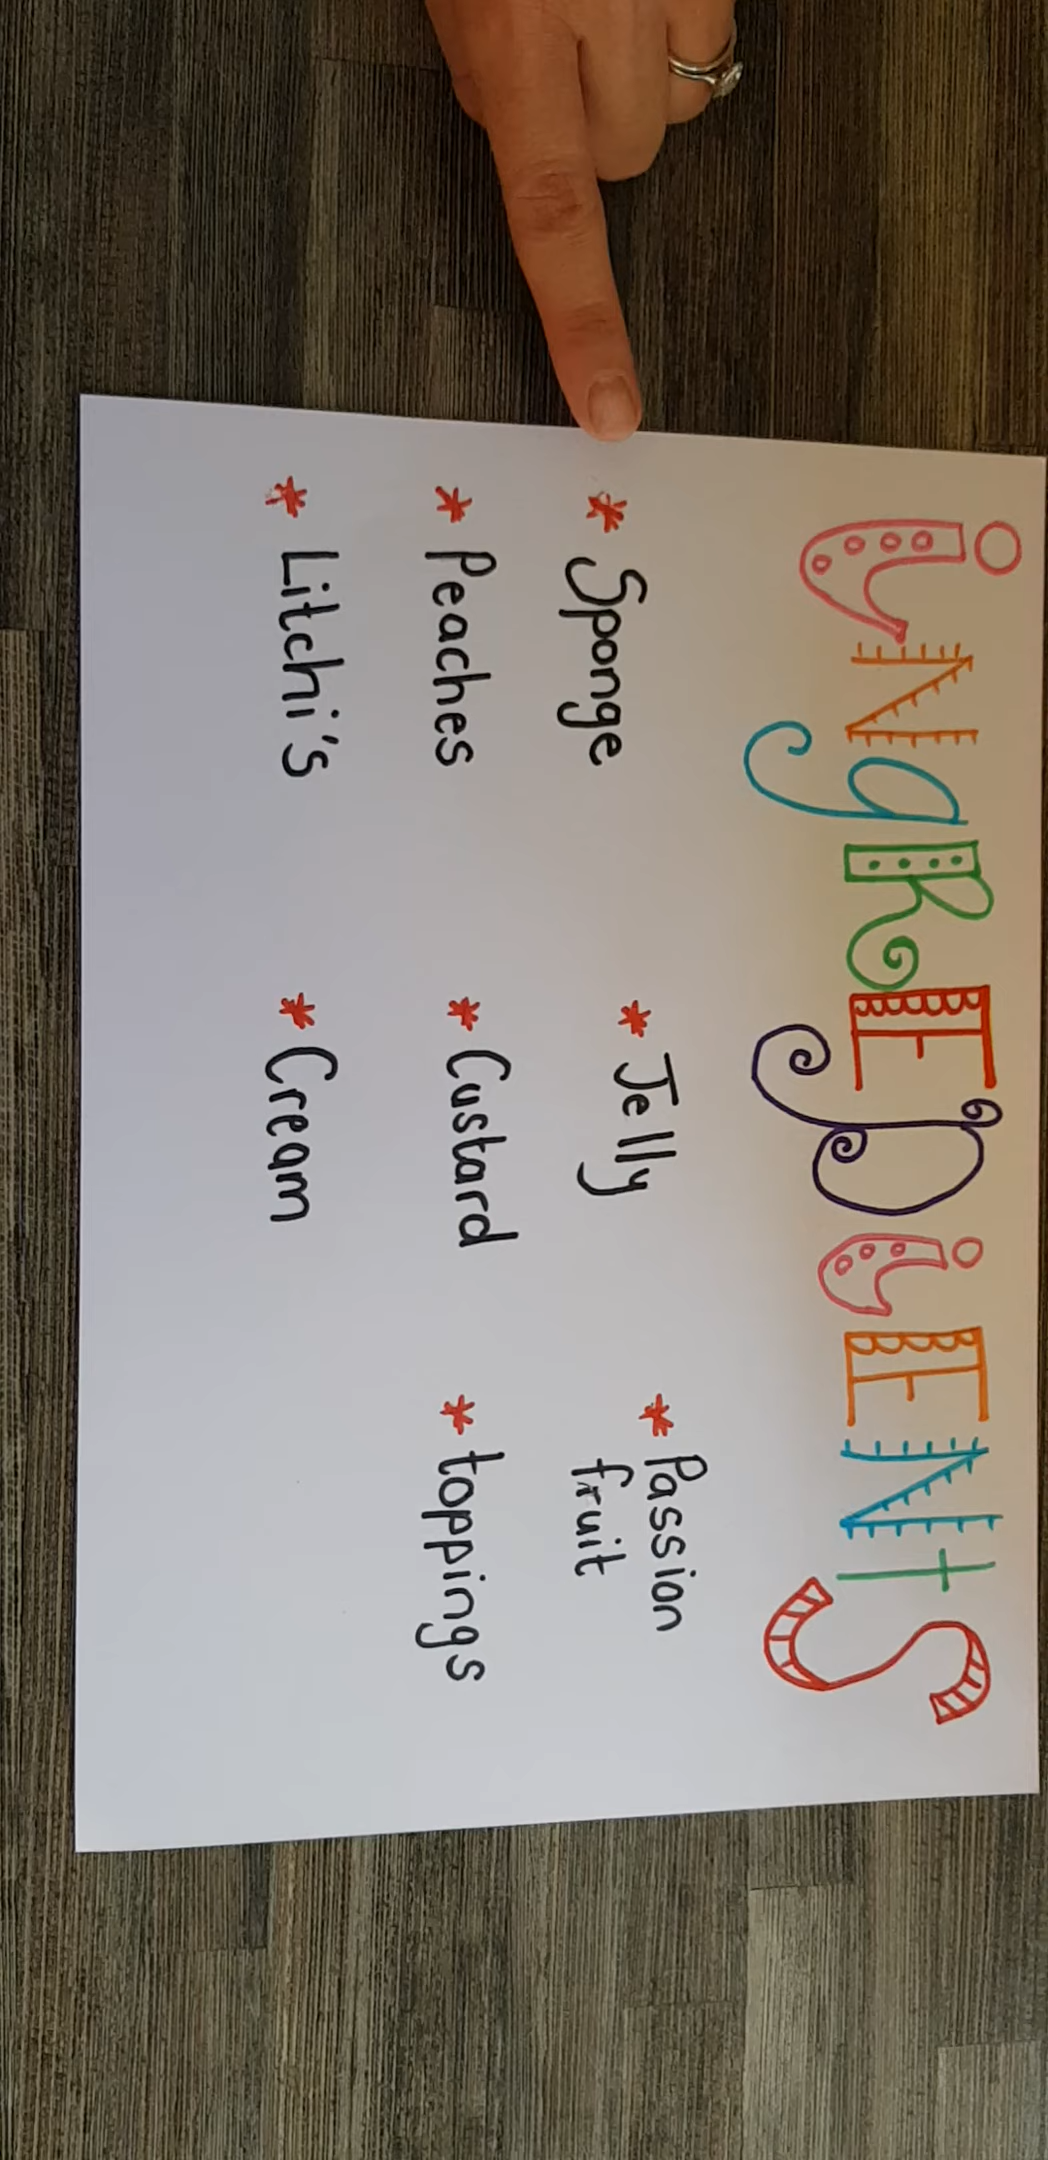 iNgREDiENtS
* Sponge
* Peaches
* Litchi's
* Jelly
* Custard
* Cream
* Passion
fruit
* toppings